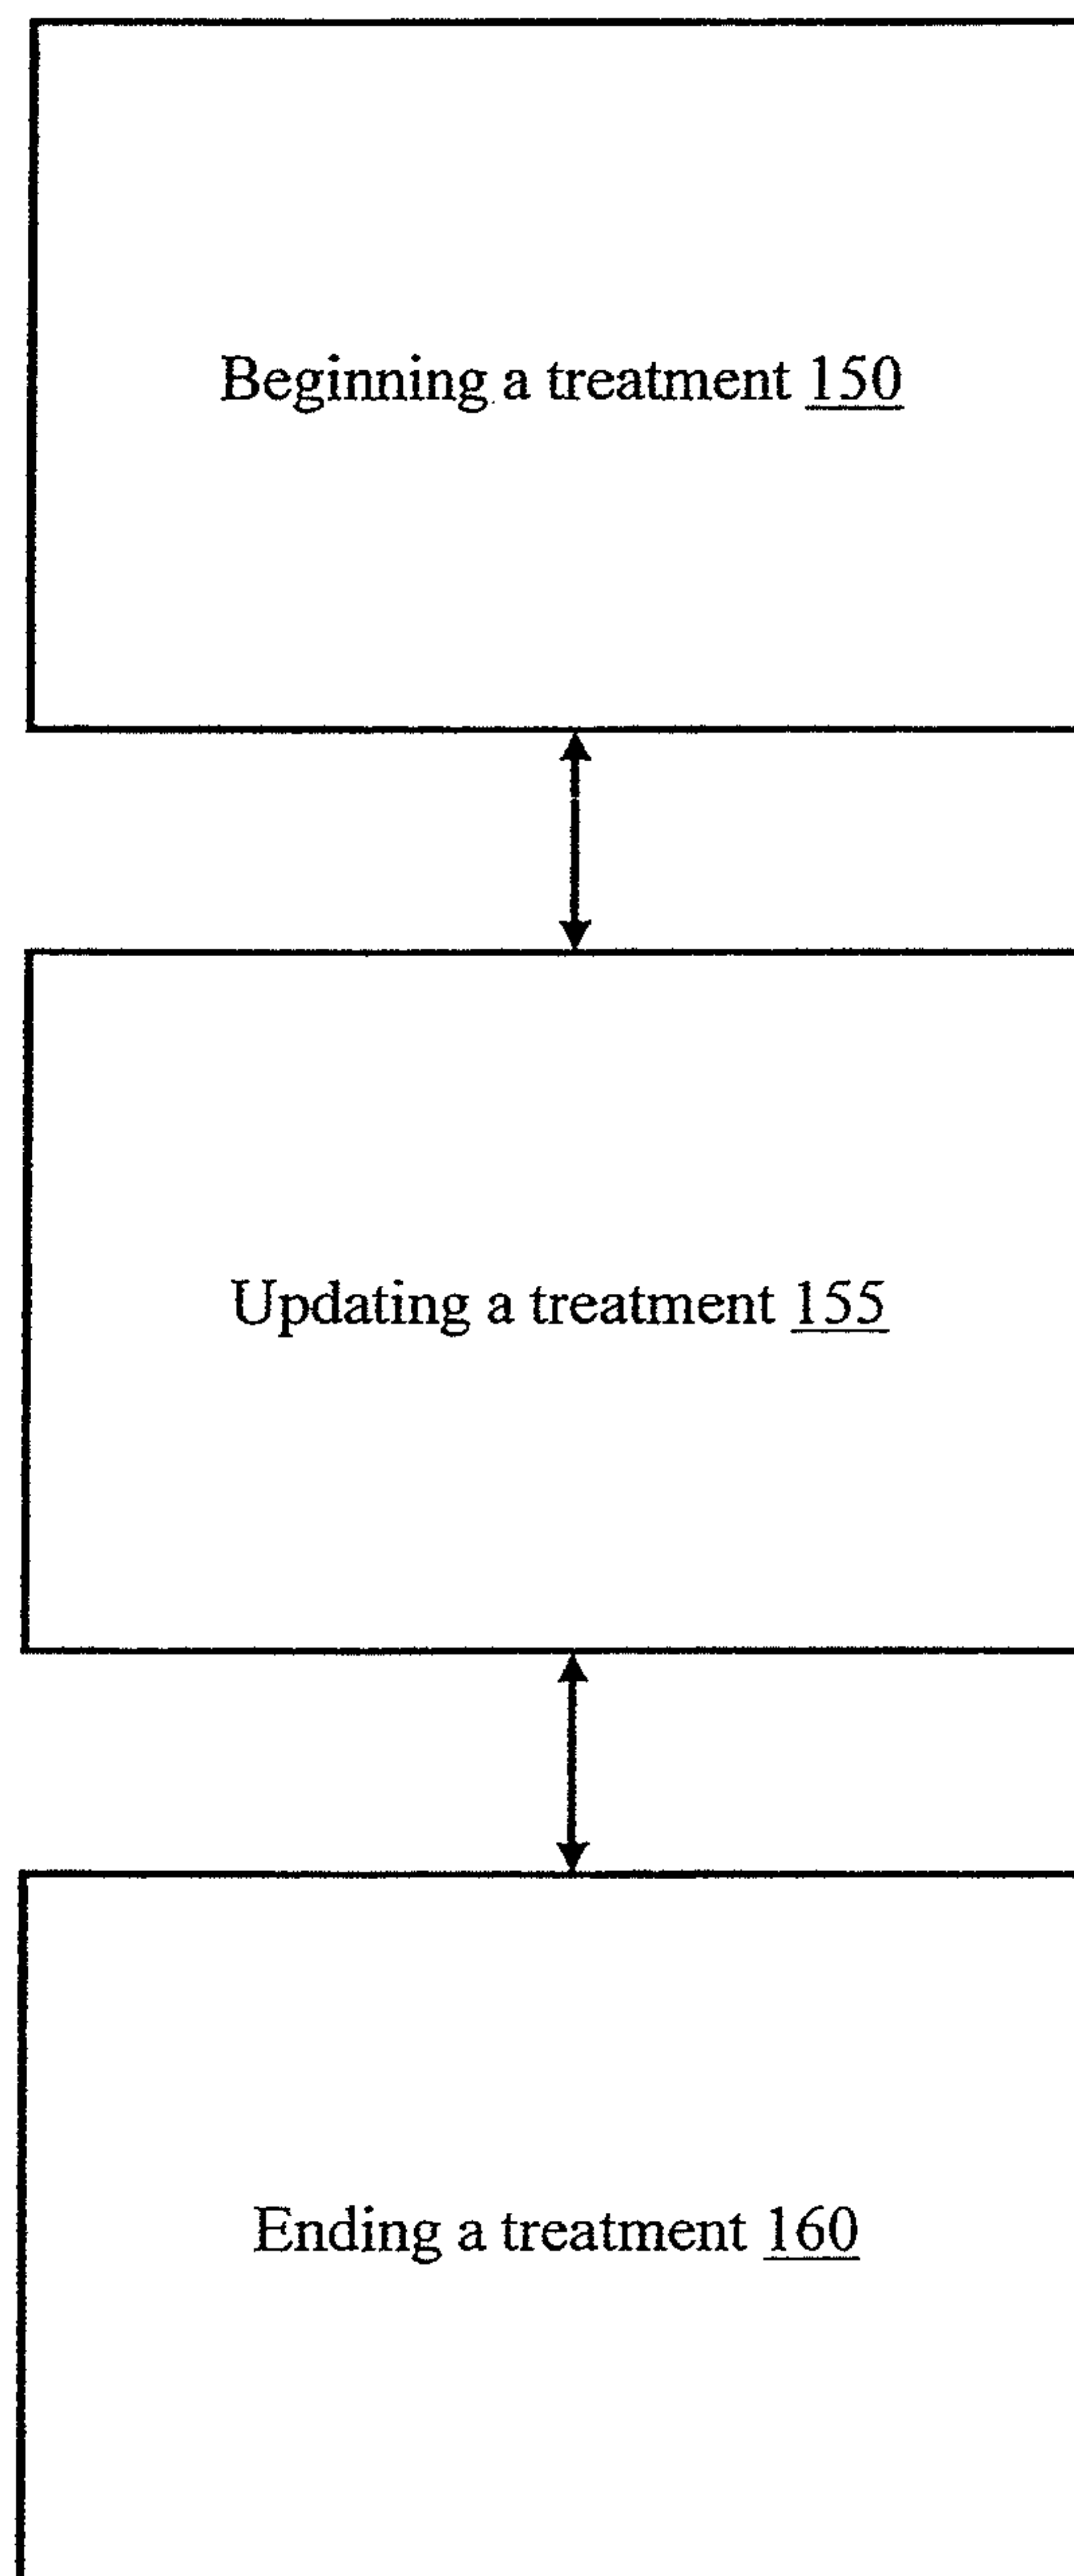 Beginning a treatment 150
Updating a treatment 155
Ending a treatment 160